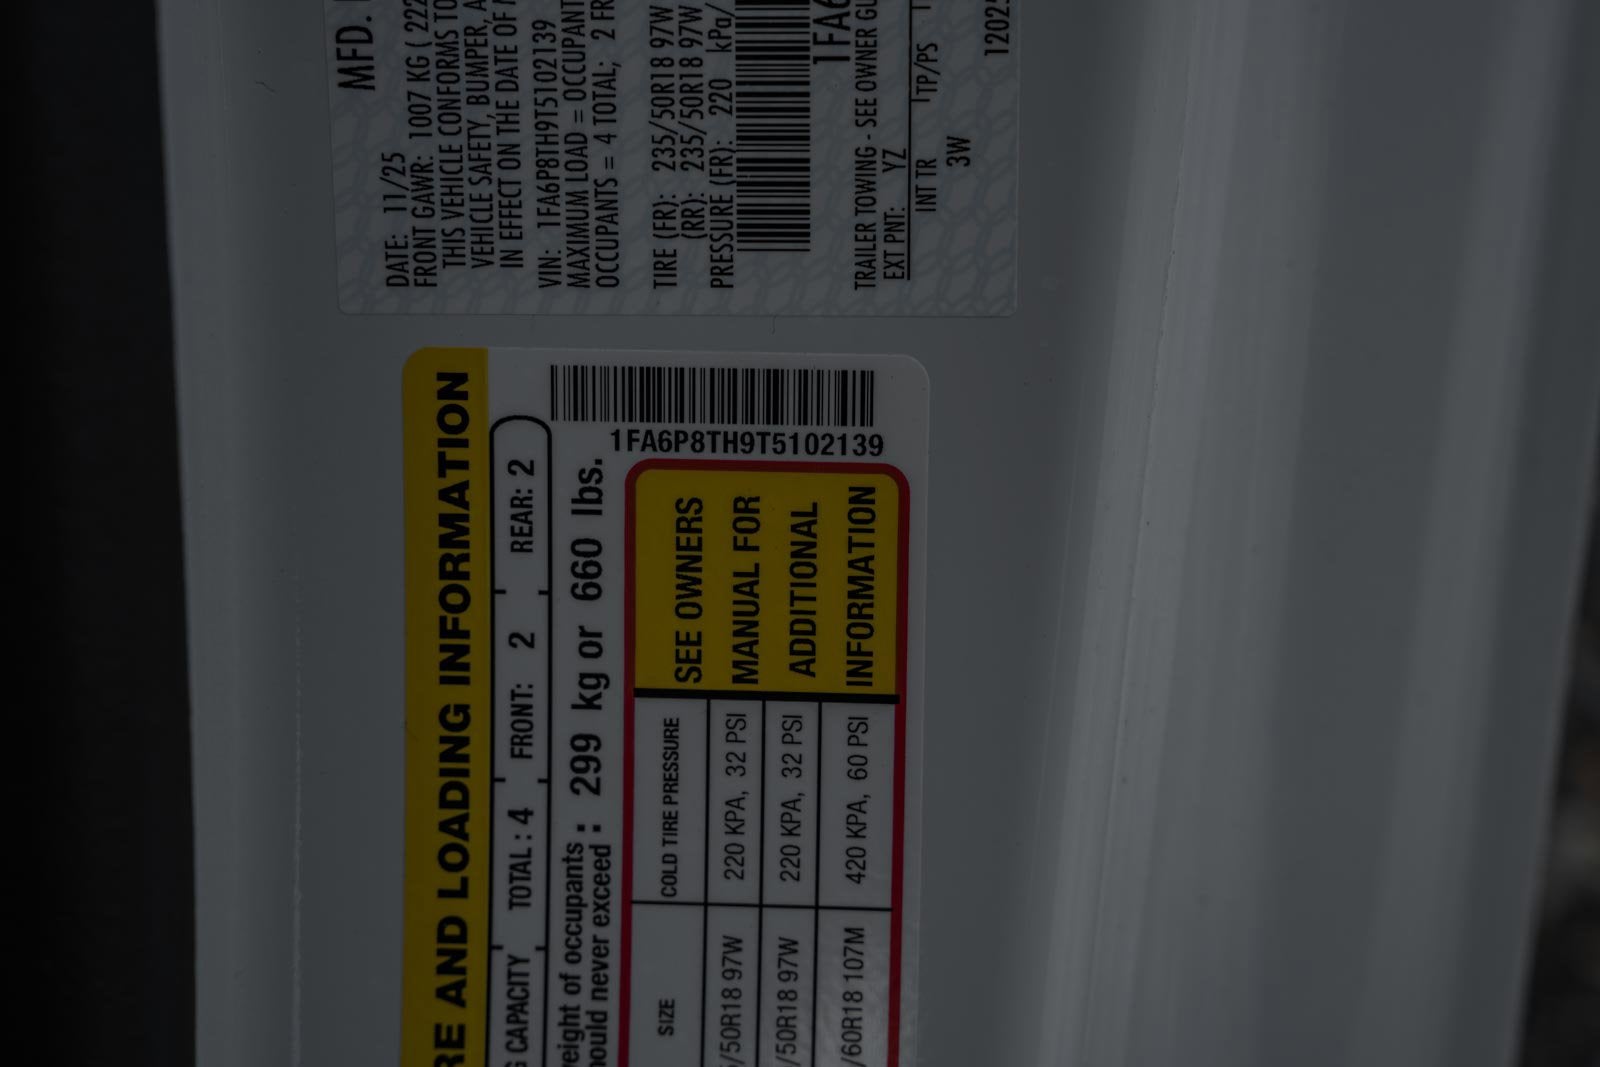 MFD.
DATE: 11/25
FRONT GAWR: 1007 KG ( 222
THIS VEHICLE CONFORMS TO
VEHICLE SAFETY, BUMPER,
IN EFFECT ON THE DATE OF
VIN: 1FA6P8TH9T5102139
MAXIMUM LOAD = OCCUPANT
OCCUPANTS = 4 TOTAL; 2 FR
TIRE (FR): 235/50R18 97W
(RR): 235/50R18 97W
PRESSURE (FR): 220 kPa/
1FA6
TRAILER TOWING - SEE OWNER GU
EXT PNT: YZ
INT TR TP/PS
3W
1202
RE AND LOADING INFORMATION
G CAPACITY TOTAL : 4 FRONT: 2 REAR: 2
weight of occupants
hould never exceed : 299 kg or 660 lbs.
1FA6P8TH9T5102139
SIZE COLD TIRE PRESSURE
/50R18 97W 220 KPA, 32 PSI
/50R18 97W 220 KPA, 32 PSI
/60R18 107M 420 KPA, 60 PSI
SEE OWNERS
MANUAL FOR
ADDITIONAL
INFORMATION